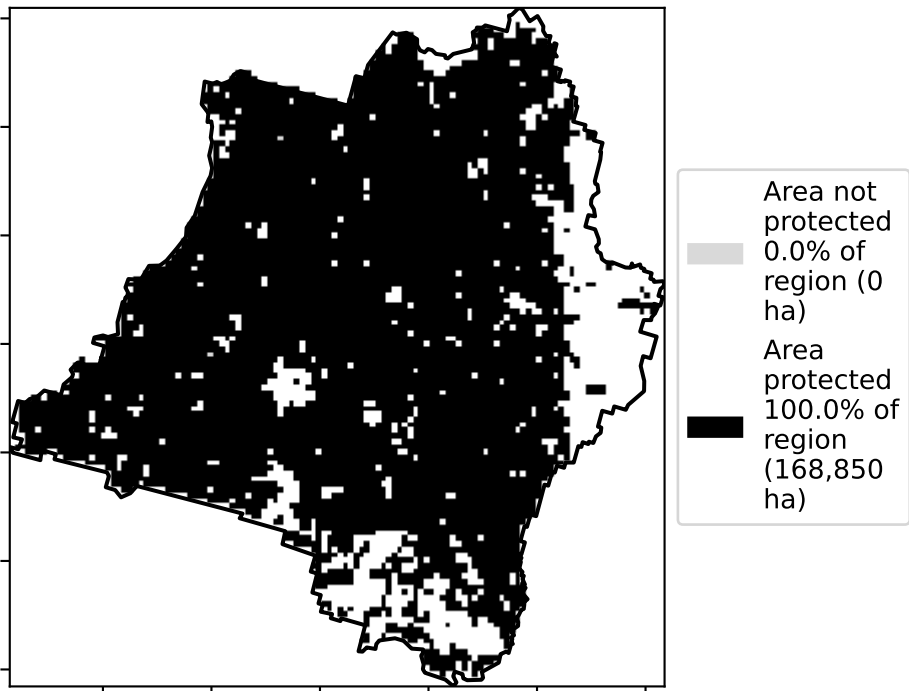 Area not
protected
0.0% of
region (0
ha)
Area
protected
100.0% of
region
(168,850
ha)